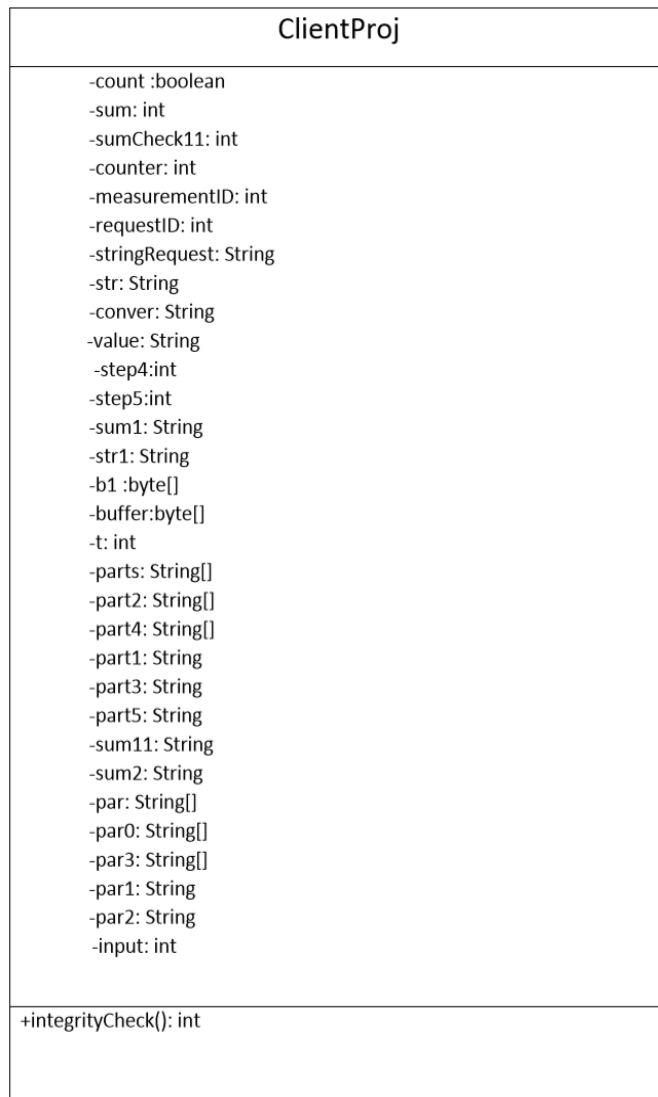 ClientProj
-count :boolean
-sum: int
-sumCheck11: int
-counter: int
-measurementID: int
-requestID: int
-stringRequest: String
-str: String
-conver: String
-value: String
-step4:int
-step5:int
-sum1: String
-str1: String
-b1 :byte[]
-buffer:byte[]
-t: int
-parts: String[]
-part2: String[]
-part4: String[]
-part1: String
-part3: String
-part5: String
-sum11: String
-sum2: String
-par: String[]
-par0: String[]
-par3: String[]
-par1: String
-par2: String
-input: int
+integrityCheck(): int